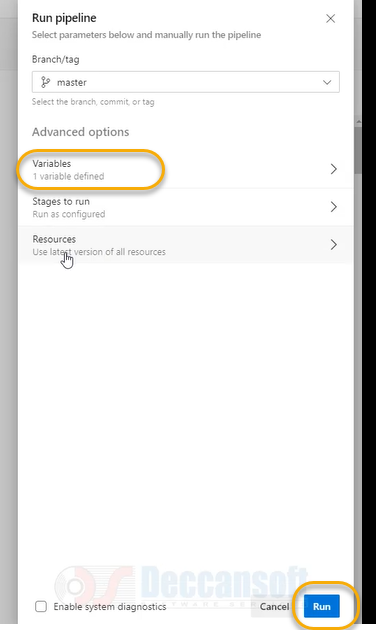 Run pipeline
Select parameters below and manually run the pipeline
Branch/tag
master
Select the branch, commit, or tag
Advanced options
Variables
1 variable defined
Stages to run
Run as configured
Resources
Use latest version of all resources
Deccansoft
Enable system diagnostics
Cancel
Run